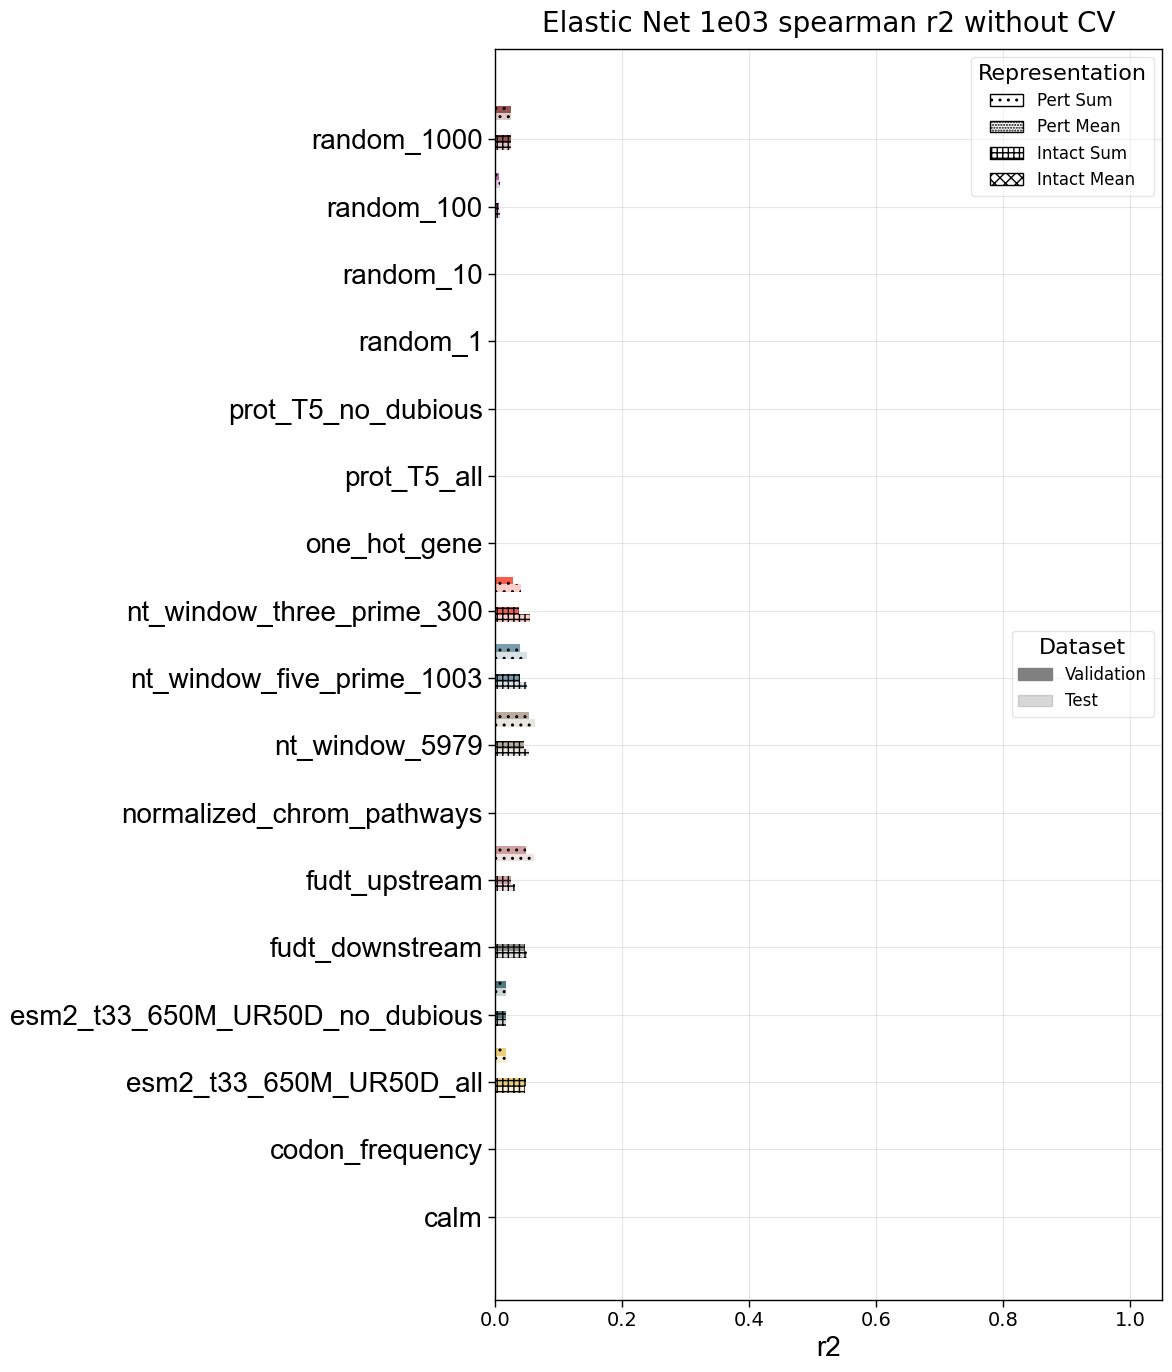 Elastic Net 1e03 spearman r2 without CV
Representation
Pert Sum
Pert Mean
Intact Sum
Intact Mean
random_1000
random_100
random_10
random_1
prot_T5_no_dubious
prot_T5_all
one_hot_gene
nt_window_three_prime_300
nt_window_five_prime_1003
nt_window_5979
normalized_chrom_pathways
fudt_upstream
fudt_downstream
esm2_t33_650M_UR50D_no_dubious
esm2_t33_650M_UR50D_all
codon_frequency
calm
Dataset
Validation
Test
0.0 0.2 0.4 0.6 0.8 1.0
r2